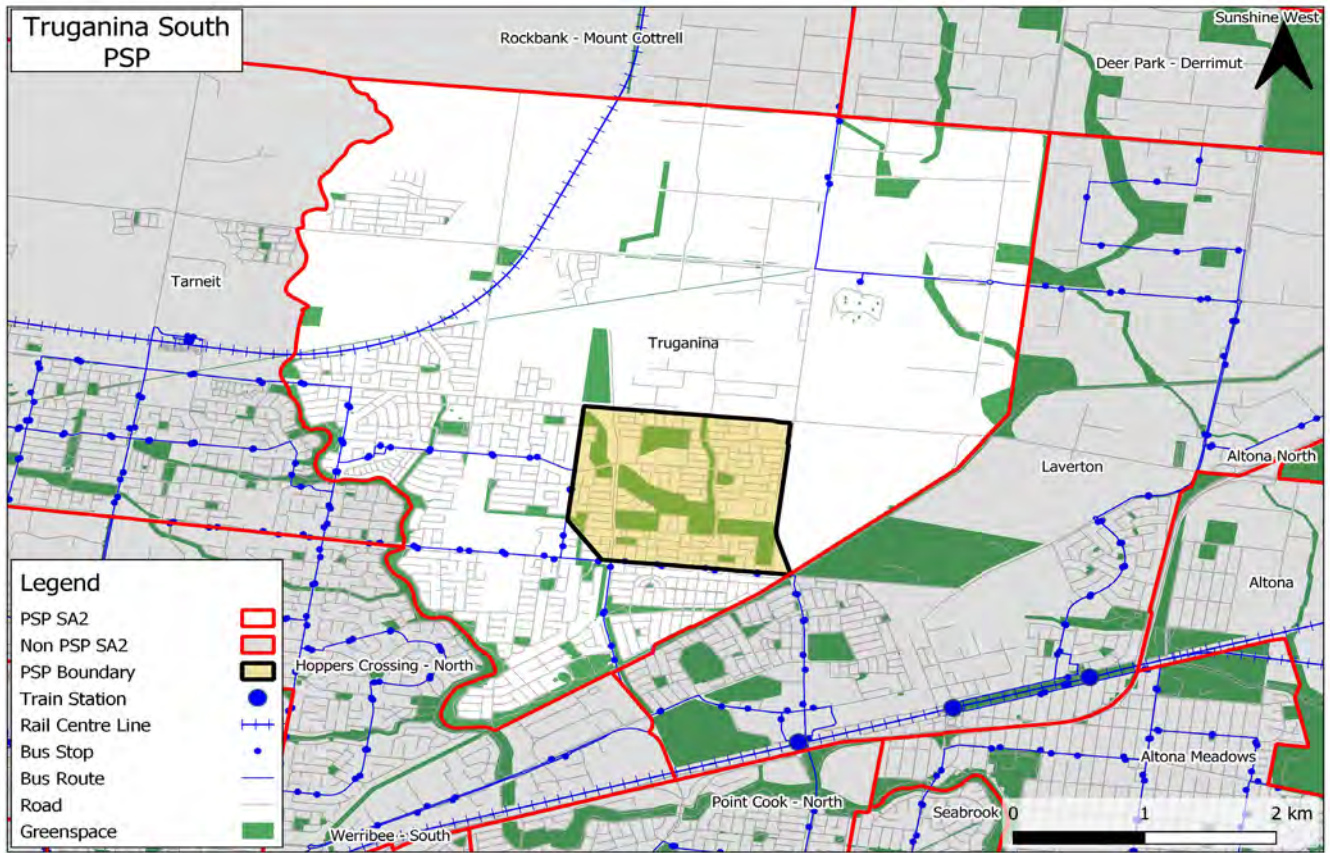 Truganina South
PSP
Sunshine West
Rockbank - Mount Cottrell
Deer Park - Derrimut
Tarneit
Truganina
Laverton
Altona North
Altona
Hoppers Crossing - North
Altona Meadows
Point Cook - North
Seabrook
Werribee - South
Legend
PSP SA2
Non PSP SA2
PSP Boundary
Train Station
Rail Centre Line
Bus Stop
Bus Route
Road
Greenspace
0 1 2 km